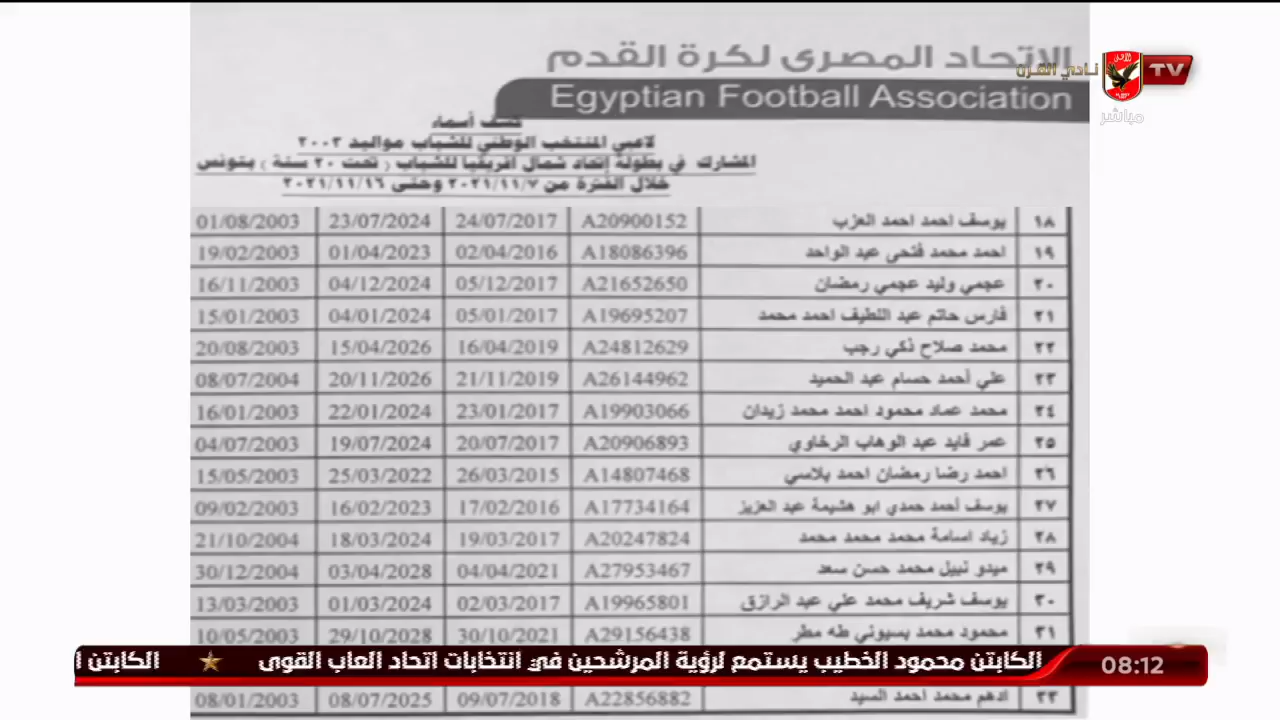 الاتحاد المصرى لكرة القدم
نادي القرن
TV
مباشر
Egyptian Football Association
كشف أسماء
لاعبي المنتخب الوطني للشباب مواليد ٢٠٠٣
المشارك في بطولة إتحاد شمال افريقيا للشباب ( تحت ٢٠ سنة ) بتونس
خلال الفترة من ٢٠٢١/١١/٧ وحتى ٢٠٢١/١١/١٦
١٨ يوسف احمد احمد العزب A20900152 24/07/2017 23/07/2024 01/08/2003
١٩ احمد محمد فتحى عبد الواحد A18086396 02/04/2016 01/04/2023 19/02/2003
٢٠ عجمي وليد عجمي رمضان A21652650 05/12/2017 04/12/2024 16/11/2003
٢١ فارس حاتم عبد اللطيف احمد محمد A19695207 05/01/2017 04/01/2024 15/01/2003
٢٢ محمد صلاح ذكي رجب A24812629 16/04/2019 15/04/2026 20/08/2003
٢٣ علي أحمد حسام عبد الحميد A26144962 21/11/2019 20/11/2026 08/07/2004
٢٤ محمد عماد محمود احمد محمد زيدان A19903066 23/01/2017 22/01/2024 16/01/2003
٢٥ عمر فايد عبد الوهاب الرخاوي A20906893 20/07/2017 19/07/2024 04/07/2003
٢٦ احمد رضا رمضان احمد بلاسي A14807468 26/03/2015 25/03/2022 15/05/2003
٢٧ يوسف أحمد حمدي ابو هشيمة عبد العزيز A17734164 17/02/2016 16/02/2023 09/02/2003
٢٨ زياد اسامة محمد محمد محمد A20247824 19/03/2017 18/03/2024 21/10/2004
٢٩ ميدو نبيل محمد حسن سعد A27953467 04/04/2021 03/04/2028 30/12/2004
٣٠ يوسف شريف محمد علي عبد الرازق A19965801 02/03/2017 01/03/2024 13/03/2003
٣١ محمود محمد بسيوني طه مطر A29156438 30/10/2021 29/10/2028 10/05/2003
08:12 الكابتن محمود الخطيب يستمع لرؤية المرشحين في انتخابات اتحاد العاب القوى الكابتن
٣٣ ادهم محمد احمد السيد A22856882 09/07/2018 08/07/2025 08/01/2003